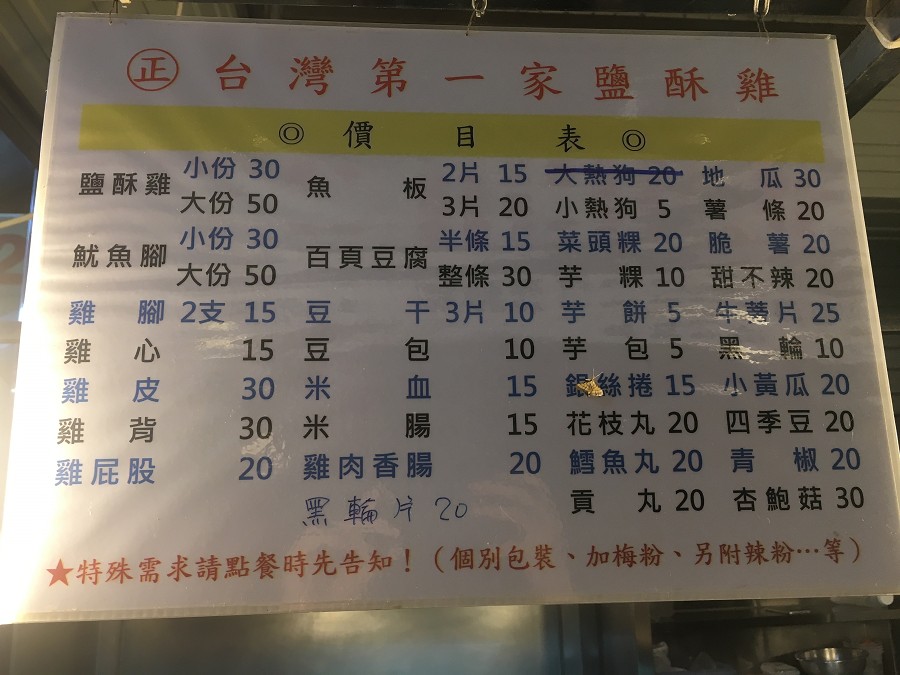 正 台灣第一家鹽酥雞
◎ 價目表 ◎
鹽酥雞 小份 30 魚板 2片 15 大熱狗 20 地瓜 30
大份 50 3片 20 小熱狗 5 薯條 20
魷魚腳 小份 30 百頁豆腐 半條 15 菜頭粿 20 脆薯 20
大份 50 整條 30 芋粿 10 甜不辣 20
雞腳 2支 15 豆干 3片 10 芋餅 5 牛蒡片 25
雞心 15 豆包 10 芋包 5 黑輪 10
雞皮 30 米血 15 銀絲捲 15 小黃瓜 20
雞背 30 米腸 15 花枝丸 20 四季豆 20
雞屁股 20 雞肉香腸 20 鱈魚丸 20 青椒 20
黑輪片 20 貢丸 20 杏鮑菇 30
★特殊需求請點餐時先告知！（個別包裝、加梅粉、另附辣粉…等）